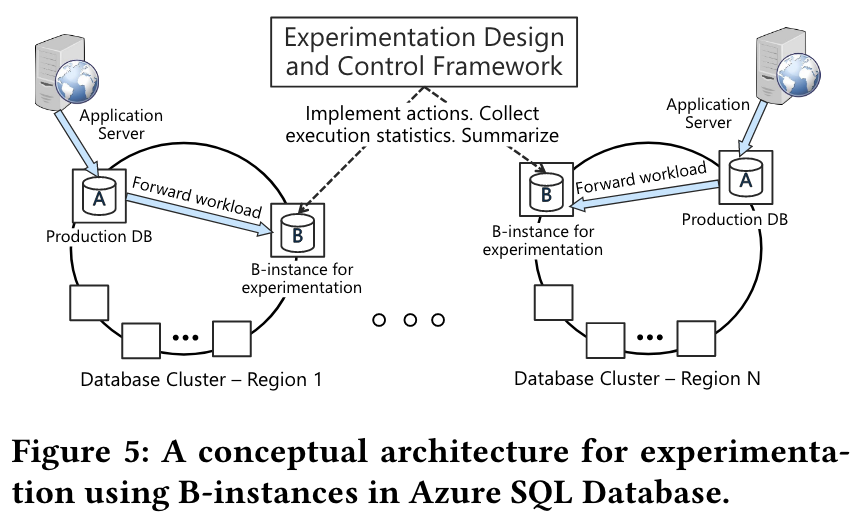 Experimentation Design
and Control Framework
Implement actions. Collect
execution statistics. Summarize
Application
Server
A
Forward workload
B
Production DB
B-instance for
experimentation
Database Cluster – Region 1
Application
Server
A
Forward workload
B
Production DB
B-instance for
experimentation
Database Cluster – Region N
Figure 5: A conceptual architecture for experimenta-
tion using B-instances in Azure SQL Database.